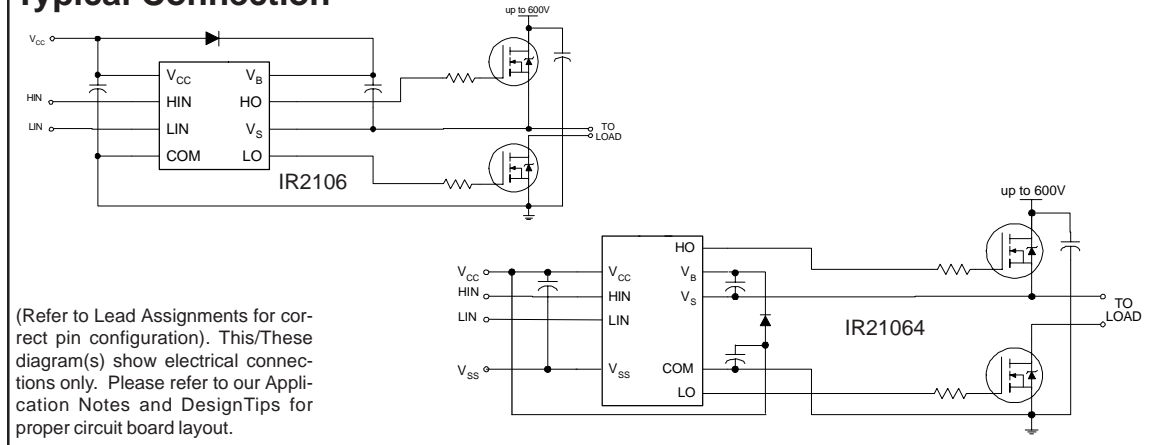 Typical Connection
up to 600V
VCC
VCC
VB
HIN
HIN
HO
LIN
LIN
VS
TO
LOAD
COM
LO
IR2106
up to 600V
HO
VCC
VCC
VB
HIN
HIN
VS
LIN
LIN
TO
LOAD
IR21064
VSS
VSS
COM
LO
(Refer to Lead Assignments for cor-
rect pin configuration). This/These
diagram(s) show electrical connec-
tions only. Please refer to our Appli-
cation Notes and DesignTips for
proper circuit board layout.